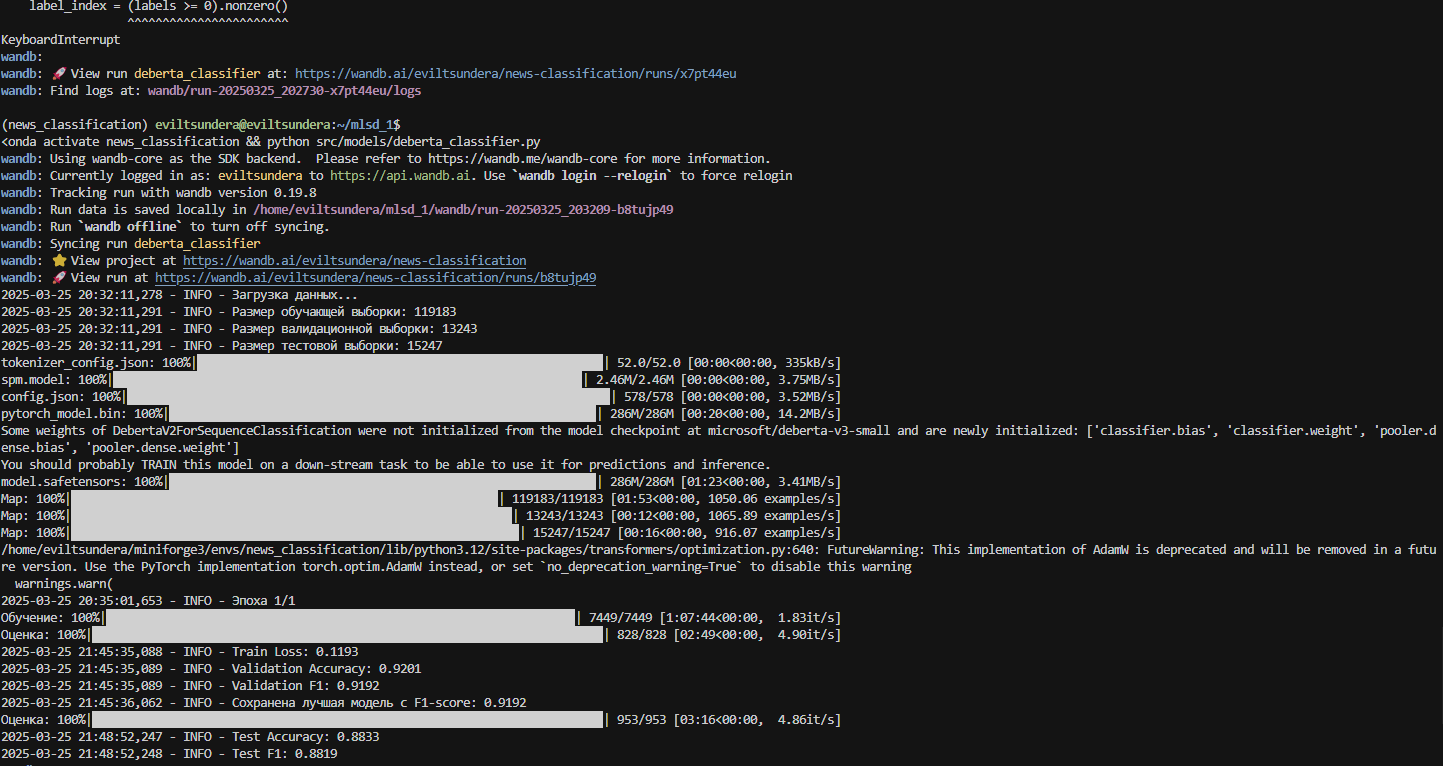 label_index = (labels >= 0).nonzero()
^^^^^^^^^^^^^^^^^^^^^^^
KeyboardInterrupt
wandb:
wandb: 🚀 View run deberta_classifier at: https://wandb.ai/eviltsundera/news-classification/runs/x7pt44eu
wandb: Find logs at: wandb/run-20250325_202730-x7pt44eu/logs
(news_classification) eviltsundera@eviltsundera:~/mlsd_1$
<onda activate news_classification && python src/models/deberta_classifier.py
wandb: Using wandb-core as the SDK backend.  Please refer to https://wandb.me/wandb-core for more information.
wandb: Currently logged in as: eviltsundera to https://api.wandb.ai. Use `wandb login --relogin` to force relogin
wandb: Tracking run with wandb version 0.19.8
wandb: Run data is saved locally in /home/eviltsundera/mlsd_1/wandb/run-20250325_203209-b8tujp49
wandb: Run `wandb offline` to turn off syncing.
wandb: Syncing run deberta_classifier
wandb: ⭐ View project at https://wandb.ai/eviltsundera/news-classification
wandb: 🚀 View run at https://wandb.ai/eviltsundera/news-classification/runs/b8tujp49
2025-03-25 20:32:11,278 - INFO - Загрузка данных...
2025-03-25 20:32:11,291 - INFO - Размер обучающей выборки: 119183
2025-03-25 20:32:11,291 - INFO - Размер валидационной выборки: 13243
2025-03-25 20:32:11,291 - INFO - Размер тестовой выборки: 15247
tokenizer_config.json: 100%| | 52.0/52.0 [00:00<00:00, 335kB/s]
spm.model: 100%| | 2.46M/2.46M [00:00<00:00, 3.75MB/s]
config.json: 100%| | 578/578 [00:00<00:00, 3.52MB/s]
pytorch_model.bin: 100%| | 286M/286M [00:20<00:00, 14.2MB/s]
Some weights of DebertaV2ForSequenceClassification were not initialized from the model checkpoint at microsoft/deberta-v3-small and are newly initialized: ['classifier.bias', 'classifier.weight', 'pooler.d
ense.bias', 'pooler.dense.weight']
You should probably TRAIN this model on a down-stream task to be able to use it for predictions and inference.
model.safetensors: 100%| | 286M/286M [01:23<00:00, 3.41MB/s]
Map: 100%| | 119183/119183 [01:53<00:00, 1050.06 examples/s]
Map: 100%| | 13243/13243 [00:12<00:00, 1065.89 examples/s]
Map: 100%| | 15247/15247 [00:16<00:00, 916.07 examples/s]
/home/eviltsundera/miniforge3/envs/news_classification/lib/python3.12/site-packages/transformers/optimization.py:640: FutureWarning: This implementation of AdamW is deprecated and will be removed in a futu
re version. Use the PyTorch implementation torch.optim.AdamW instead, or set `no_deprecation_warning=True` to disable this warning
warnings.warn(
2025-03-25 20:35:01,653 - INFO - Эпоха 1/1
Обучение: 100%| | 7449/7449 [1:07:44<00:00,  1.83it/s]
Оценка: 100%| | 828/828 [02:49<00:00,  4.90it/s]
2025-03-25 21:45:35,088 - INFO - Train Loss: 0.1193
2025-03-25 21:45:35,089 - INFO - Validation Accuracy: 0.9201
2025-03-25 21:45:35,089 - INFO - Validation F1: 0.9192
2025-03-25 21:45:36,062 - INFO - Сохранена лучшая модель с F1-score: 0.9192
Оценка: 100%| | 953/953 [03:16<00:00,  4.86it/s]
2025-03-25 21:48:52,247 - INFO - Test Accuracy: 0.8833
2025-03-25 21:48:52,248 - INFO - Test F1: 0.8819